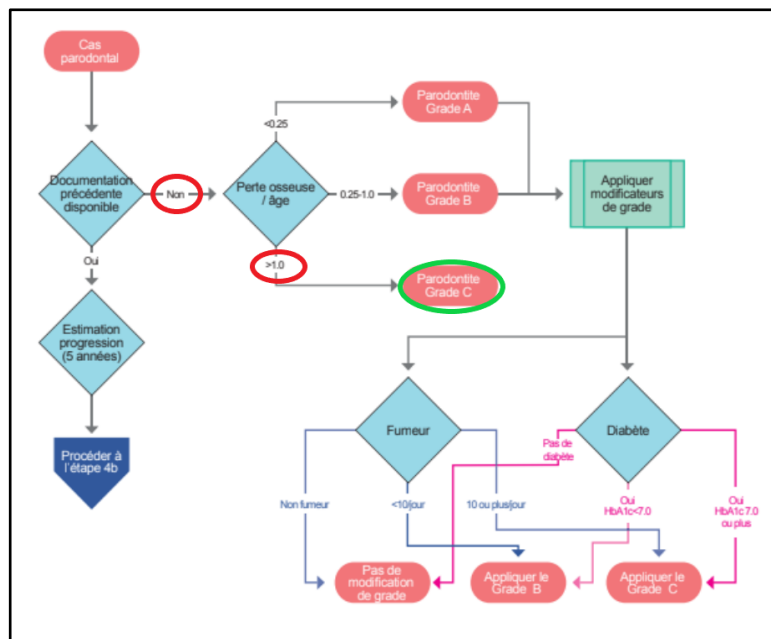 Cas
parodontal
Documentation
précédente
disponible
Non
Perte osseuse
/ âge
<0.25
0.25-1.0
>1.0
Parodontite
Grade A
Parodontite
Grade B
Parodontite
Grade C
Appliquer
modificateurs
de grade
Oui
Estimation
progression
(5 années)
Procéder à
l'étape 4b
Fumeur
Diabète
Pas de
diabète
Non fumeur
<10/jour
10 ou plus/jour
Oui
HbA1c<7.0
Oui
HbA1c 7.0
ou plus
Pas de
modification
de grade
Appliquer le
Grade B
Appliquer le
Grade C